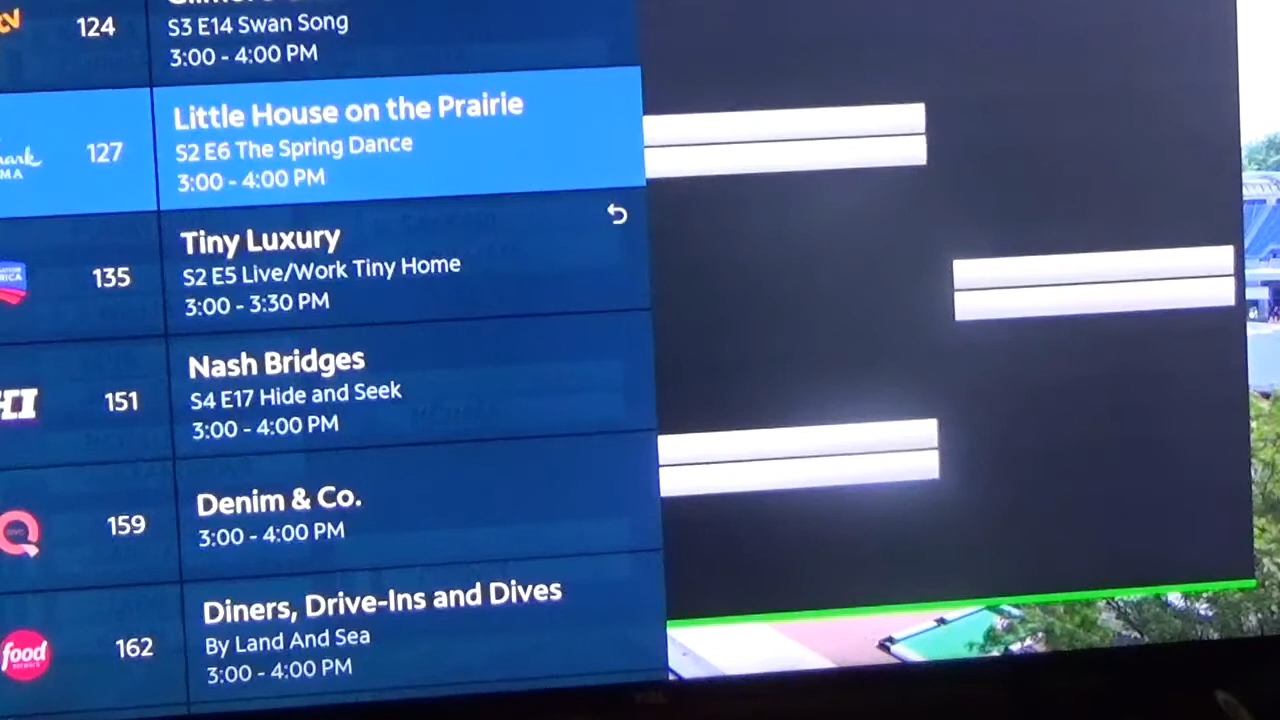 124
S3 E14 Swan Song
3:00 - 4:00 PM
127
Little House on the Prairie
S2 E6 The Spring Dance
3:00 - 4:00 PM
135
Tiny Luxury
S2 E5 Live/Work Tiny Home
3:00 - 3:30 PM
151
Nash Bridges
S4 E17 Hide and Seek
3:00 - 4:00 PM
159
Denim & Co.
3:00 - 4:00 PM
food
network
162
Diners, Drive-Ins and Dives
By Land And Sea
3:00 - 4:00 PM
TCL